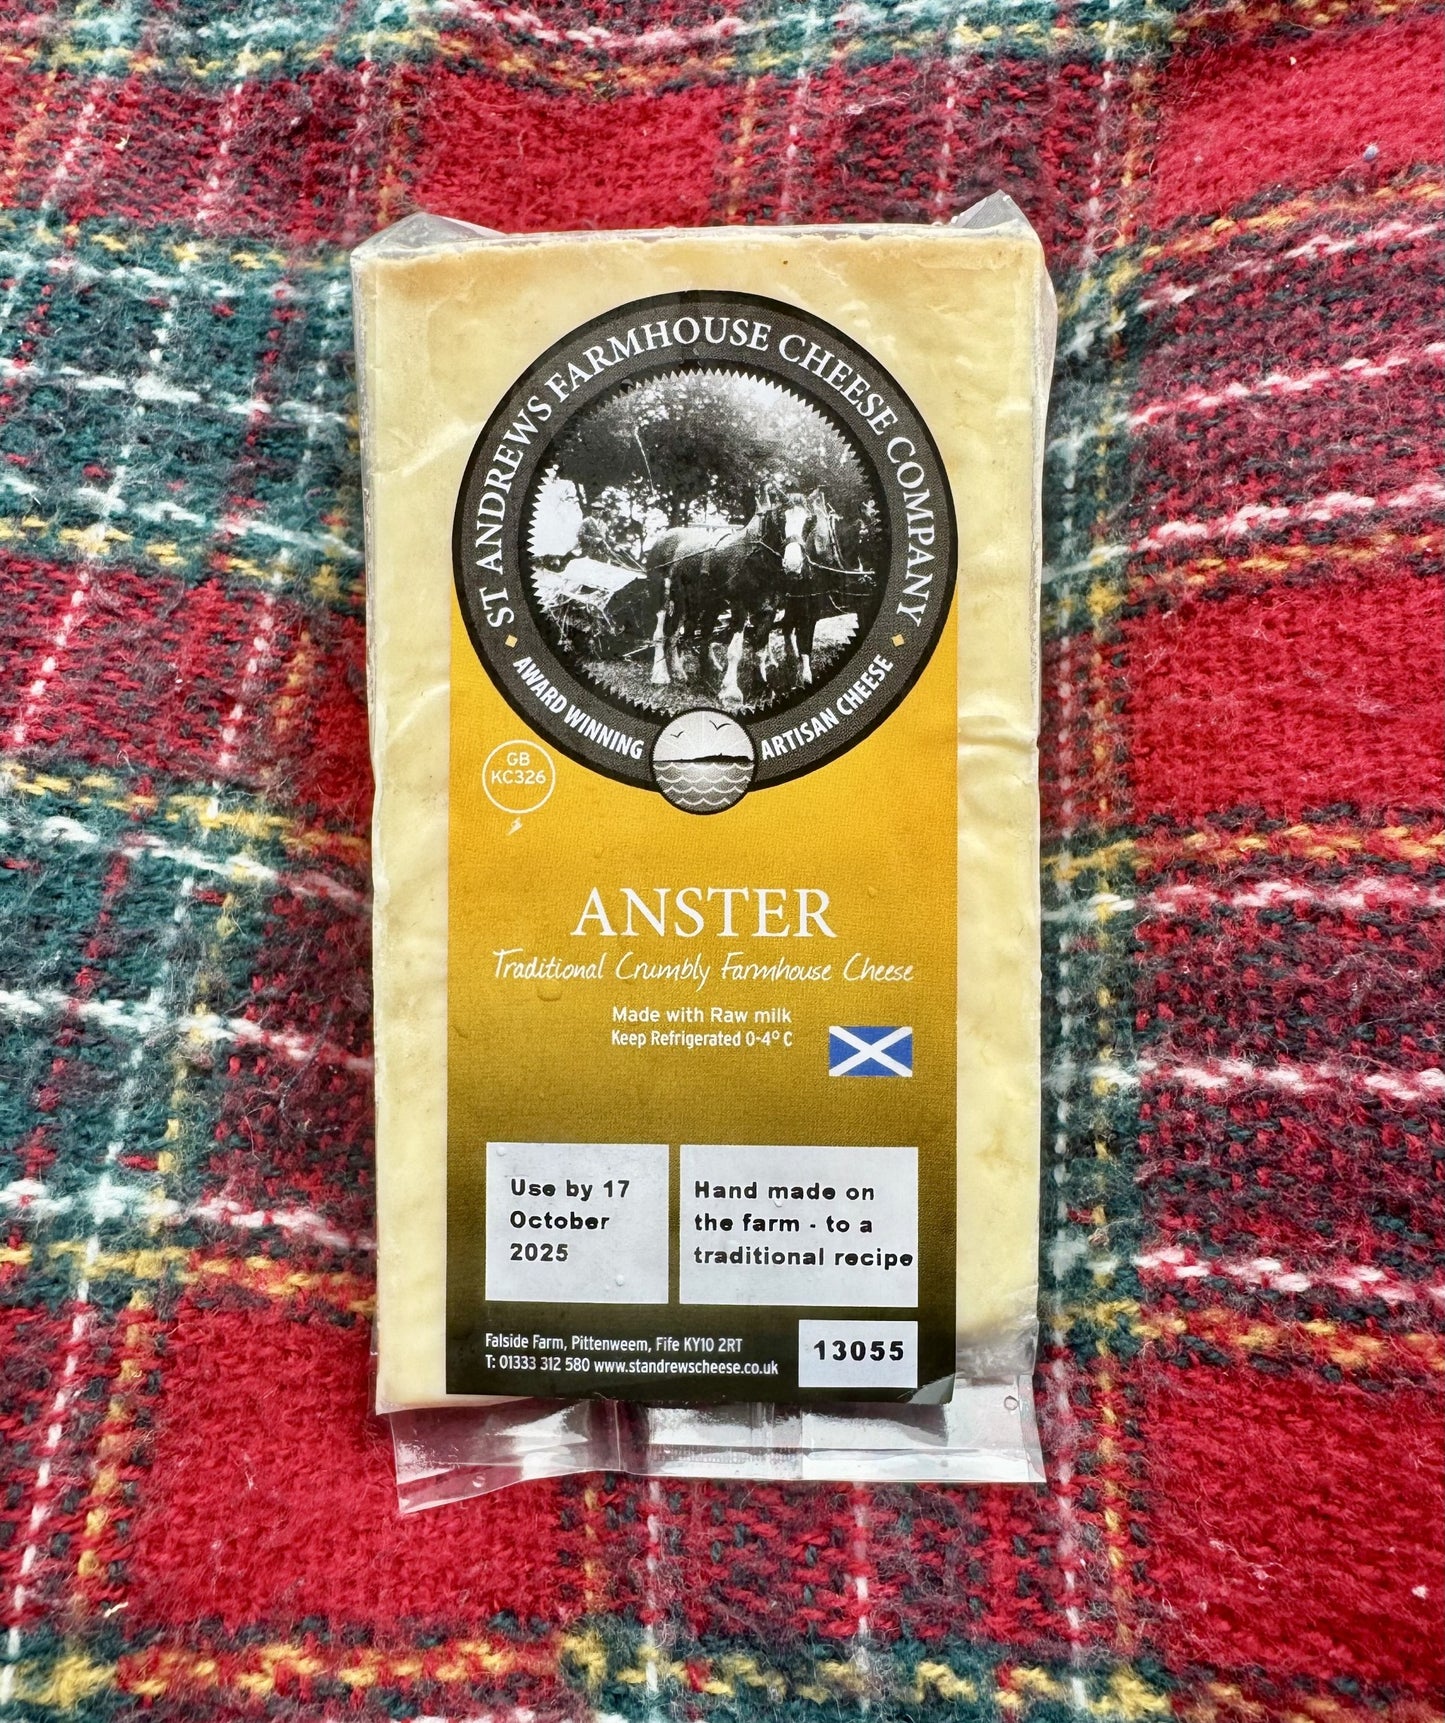 ST ANDREWS FARMHOUSE CHEESE COMPANY
AWARD WINNING
ARTISAN CHEESE
GB
KC326
ANSTER
Traditional Crumbly Farmhouse Cheese
Made with Raw milk
Keep Refrigerated 0-4° C
Use by 17
October
2025
Hand made on
the farm - to a
traditional recipe
Falside Farm, Pittenweem, Fife KY10 2RT
T: 01333 312 580 www.standrewscheese.co.uk
13055